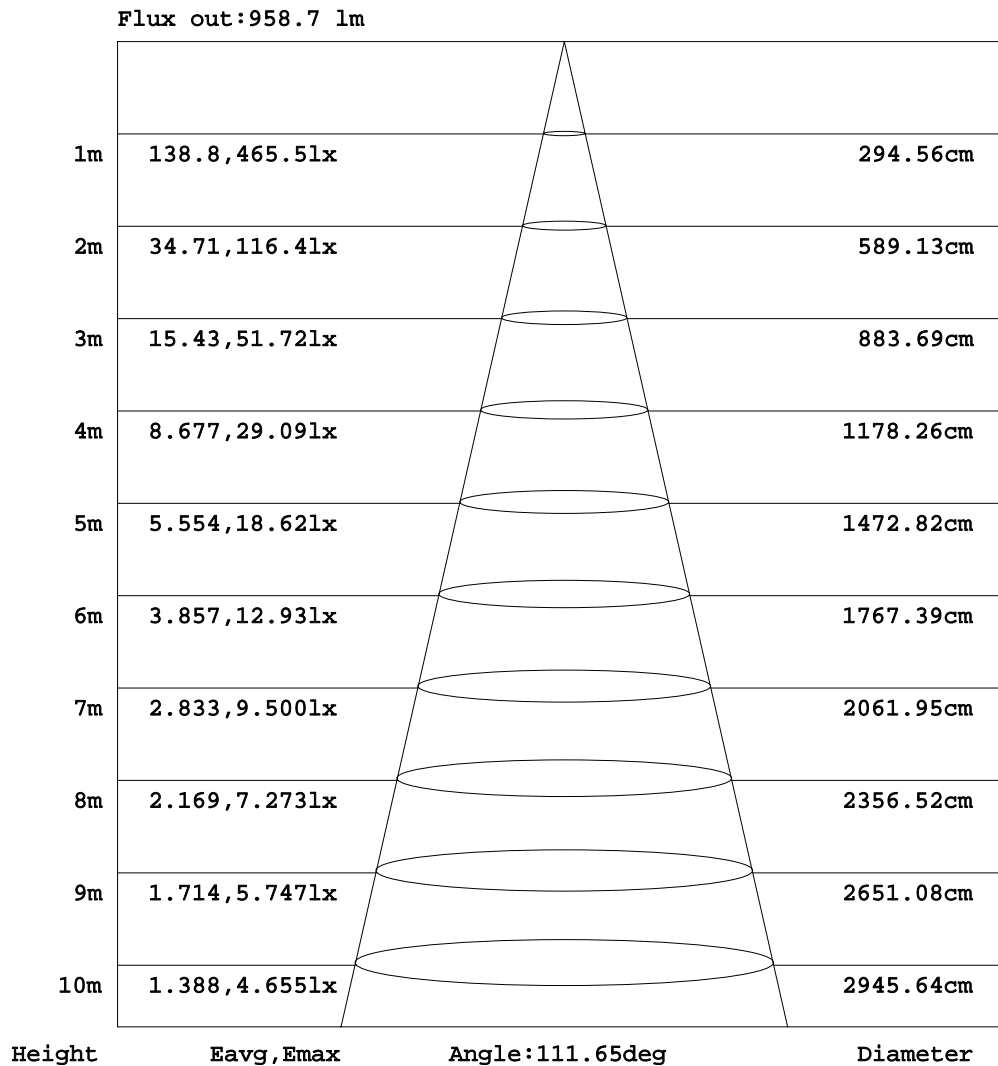 Flux out:958.7 lm
1m 138.8,465.5lx 294.56cm
2m 34.71,116.4lx 589.13cm
3m 15.43,51.72lx 883.69cm
4m 8.677,29.09lx 1178.26cm
5m 5.554,18.62lx 1472.82cm
6m 3.857,12.93lx 1767.39cm
7m 2.833,9.500lx 2061.95cm
8m 2.169,7.273lx 2356.52cm
9m 1.714,5.747lx 2651.08cm
10m 1.388,4.655lx 2945.64cm
Height Eavg,Emax Angle:111.65deg Diameter